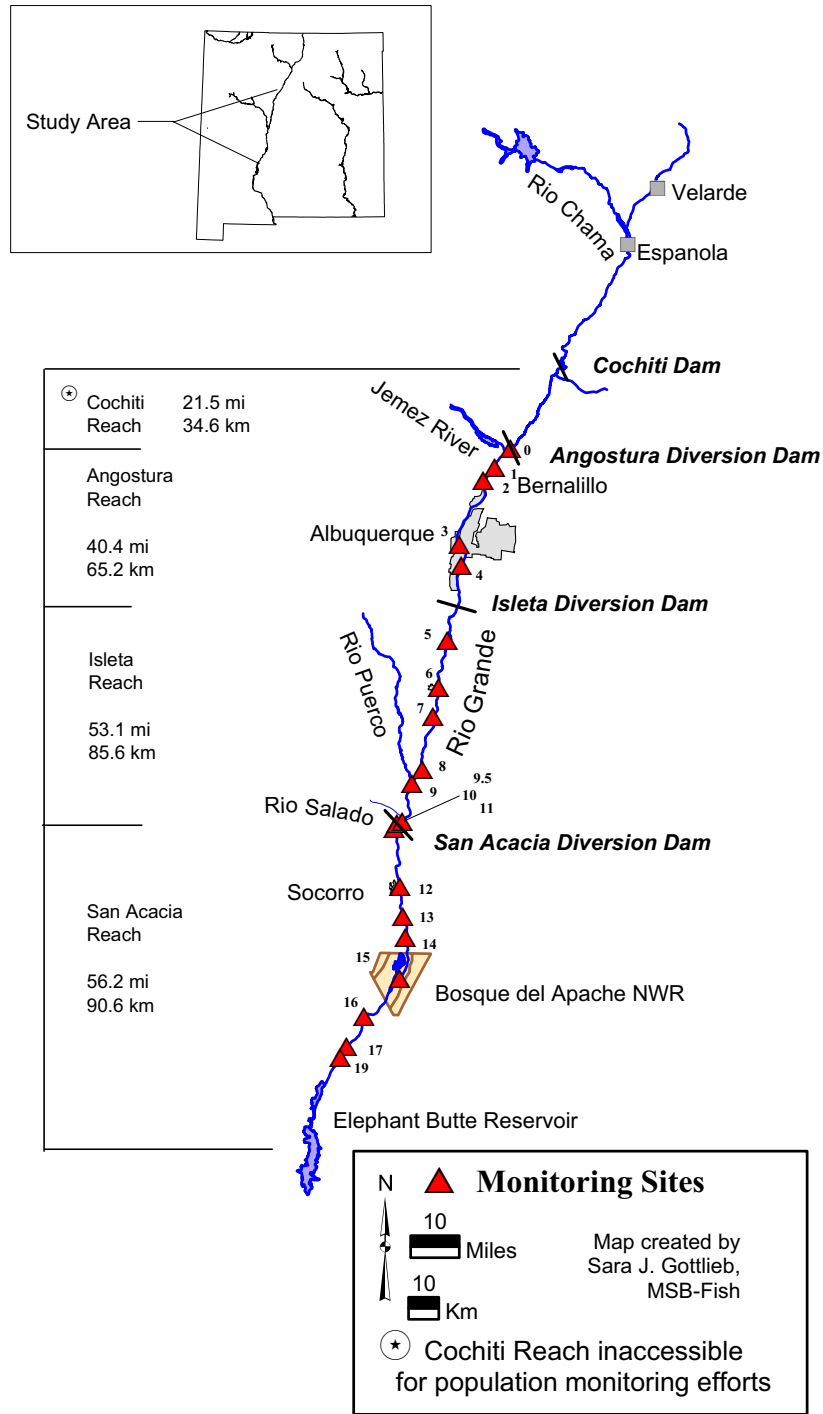 Study Area
Velarde
Rio Chama
Espanola
Cochiti Dam
Cochiti 21.5 mi
Reach 34.6 km
Jemez River
0
Angostura Diversion Dam
1
2
Bernalillo
Angostura
Reach
40.4 mi
65.2 km
Albuquerque
3
4
Isleta Diversion Dam
Isleta
Reach
53.1 mi
85.6 km
Rio Puerco
Rio Grande
5
6
7
8
9
9.5
10
11
Rio Salado
San Acacia Diversion Dam
San Acacia
Reach
56.2 mi
90.6 km
Socorro
12
13
14
15
Bosque del Apache NWR
16
17
19
Elephant Butte Reservoir
N
Monitoring Sites
10
Miles
10
Km
Map created by
Sara J. Gottlieb,
MSB-Fish
Cochiti Reach inaccessible
for population monitoring efforts